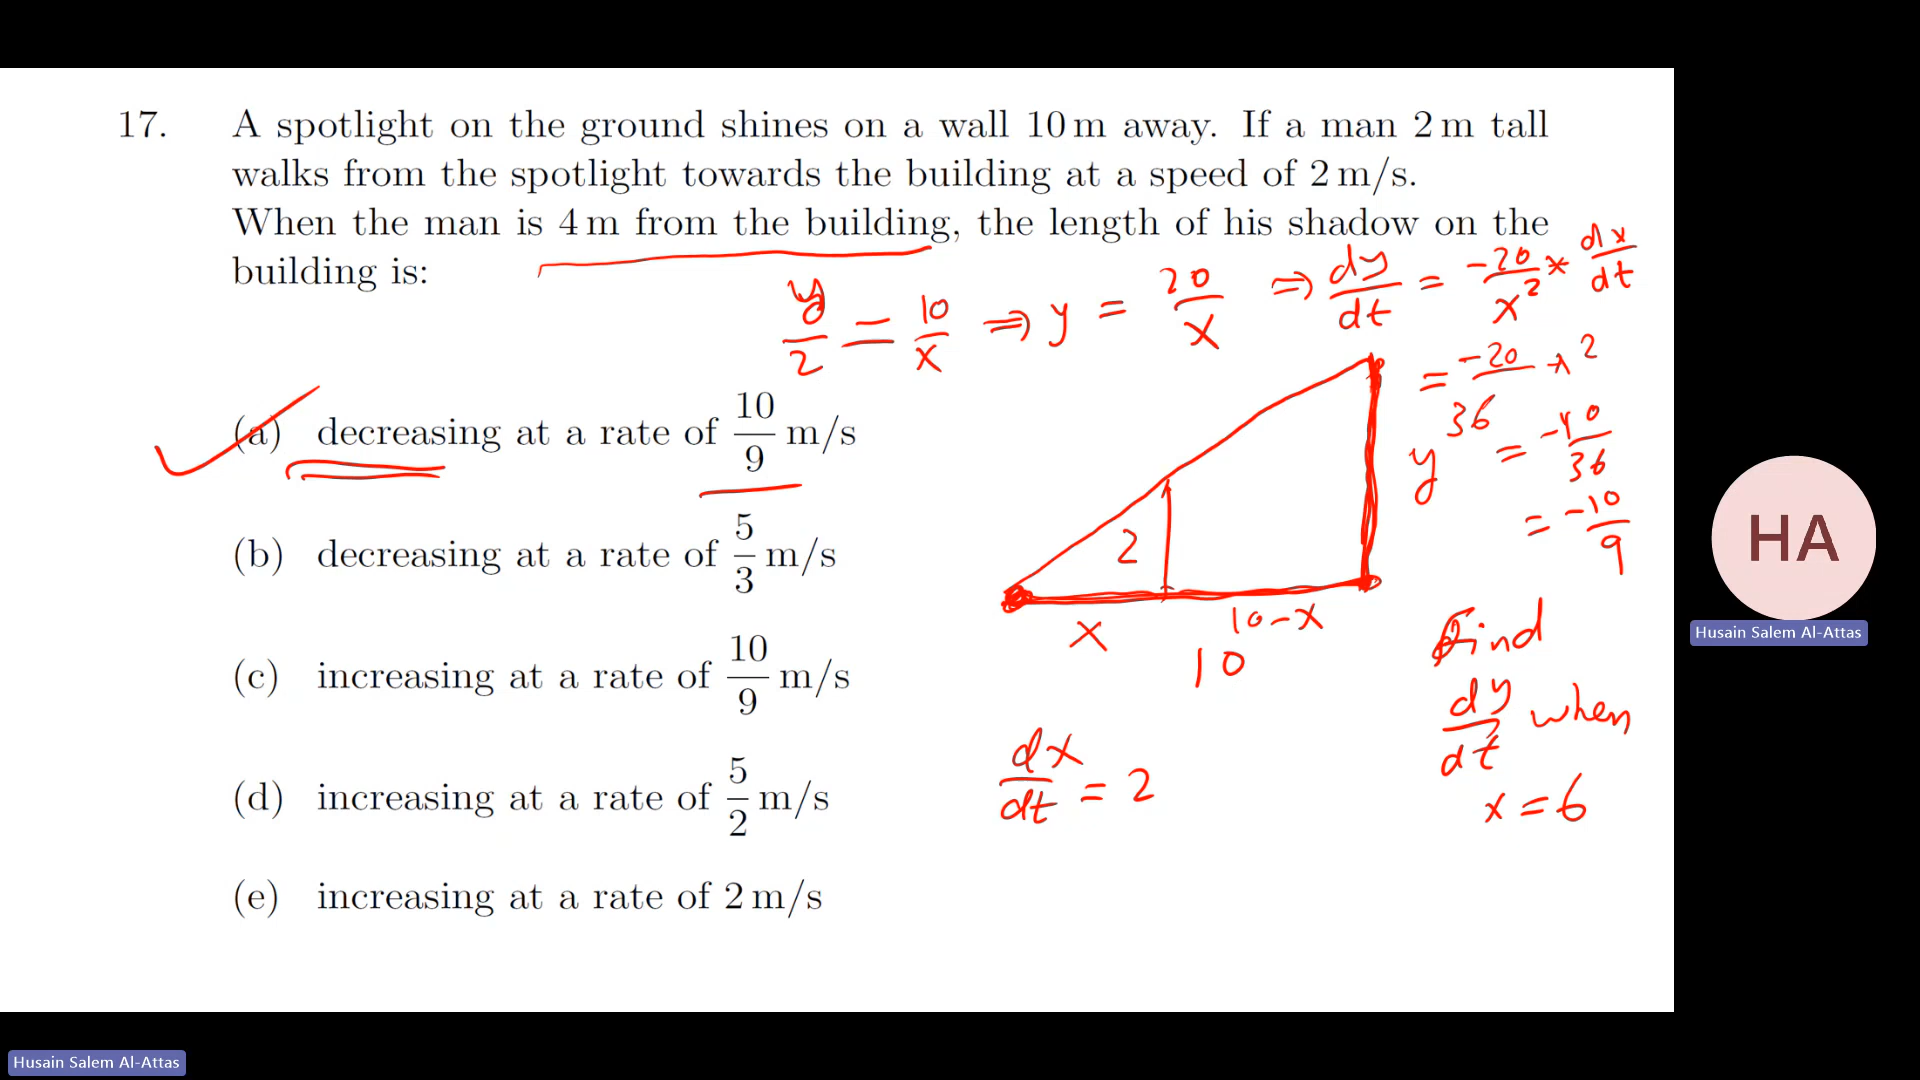 17. A spotlight on the ground shines on a wall 10 m away. If a man 2 m tall
walks from the spotlight towards the building at a speed of 2 m/s.
When the man is 4 m from the building, the length of his shadow on the
building is:
y/2 = 10/x ⇒ y = 20/x ⇒ dy/dt = -20/x² * dx/dt
= -20/36 * 2
= -40/36
= -10/9
(a) decreasing at a rate of 10/9 m/s
(b) decreasing at a rate of 5/3 m/s
(c) increasing at a rate of 10/9 m/s
(d) increasing at a rate of 5/2 m/s
(e) increasing at a rate of 2 m/s
2
y
x
10-x
10
dx/dt = 2
Find
dy/dt when
x = 6
HA
Husain Salem Al-Attas
Husain Salem Al-Attas